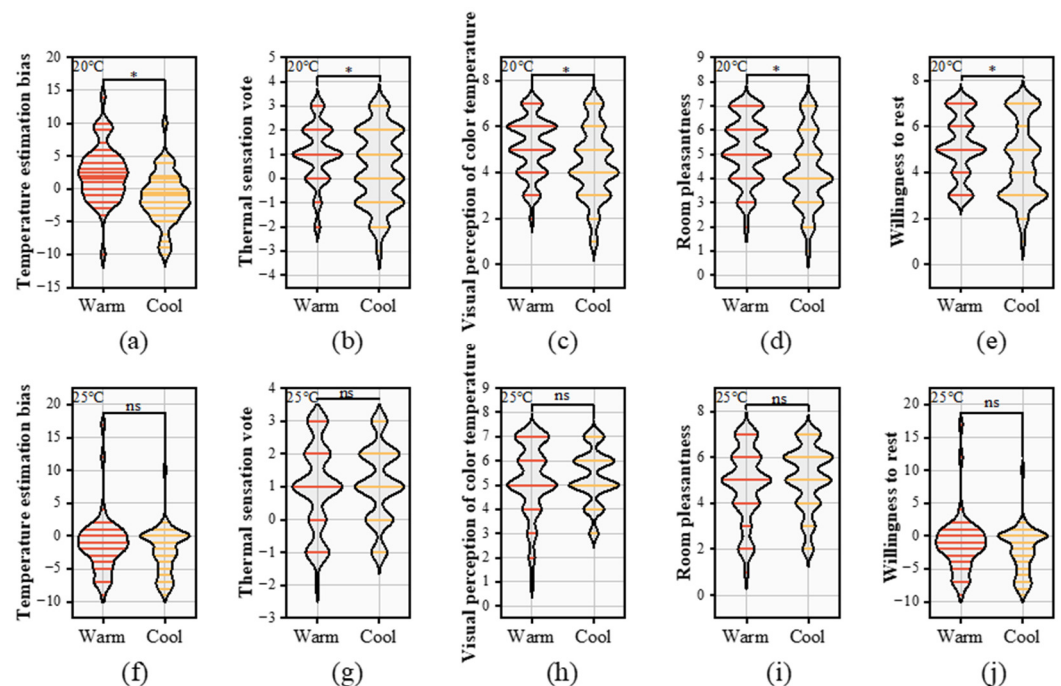 20
15
10
5
0
−5
−10
−15
20℃
*
Temperature estimation bias
Warm Cool
(a)
5
4
3
2
1
0
−1
−2
−3
−4
20℃
*
Thermal sensation vote
Warm Cool
(b)
8
6
4
2
0
20℃
*
Visual perception of color temperature
Warm Cool
(c)
9
8
7
6
5
4
3
2
1
0
20℃
*
Room pleasantness
Warm Cool
(d)
8
6
4
2
0
20℃
*
Willingness to rest
Warm Cool
(e)
20
15
10
5
0
−5
−10
25℃
ns
Temperature estimation bias
Warm Cool
(f)
4
3
2
1
0
−1
−2
−3
25℃
ns
Thermal sensation vote
Warm Cool
(g)
9
8
7
6
5
4
3
2
1
0
25℃
ns
Visual perception of color temperature
Warm Cool
(h)
8
6
4
2
0
25℃
ns
Room pleasantness
Warm Cool
(i)
20
15
10
5
0
−5
−10
25℃
ns
Willingness to rest
Warm Cool
(j)